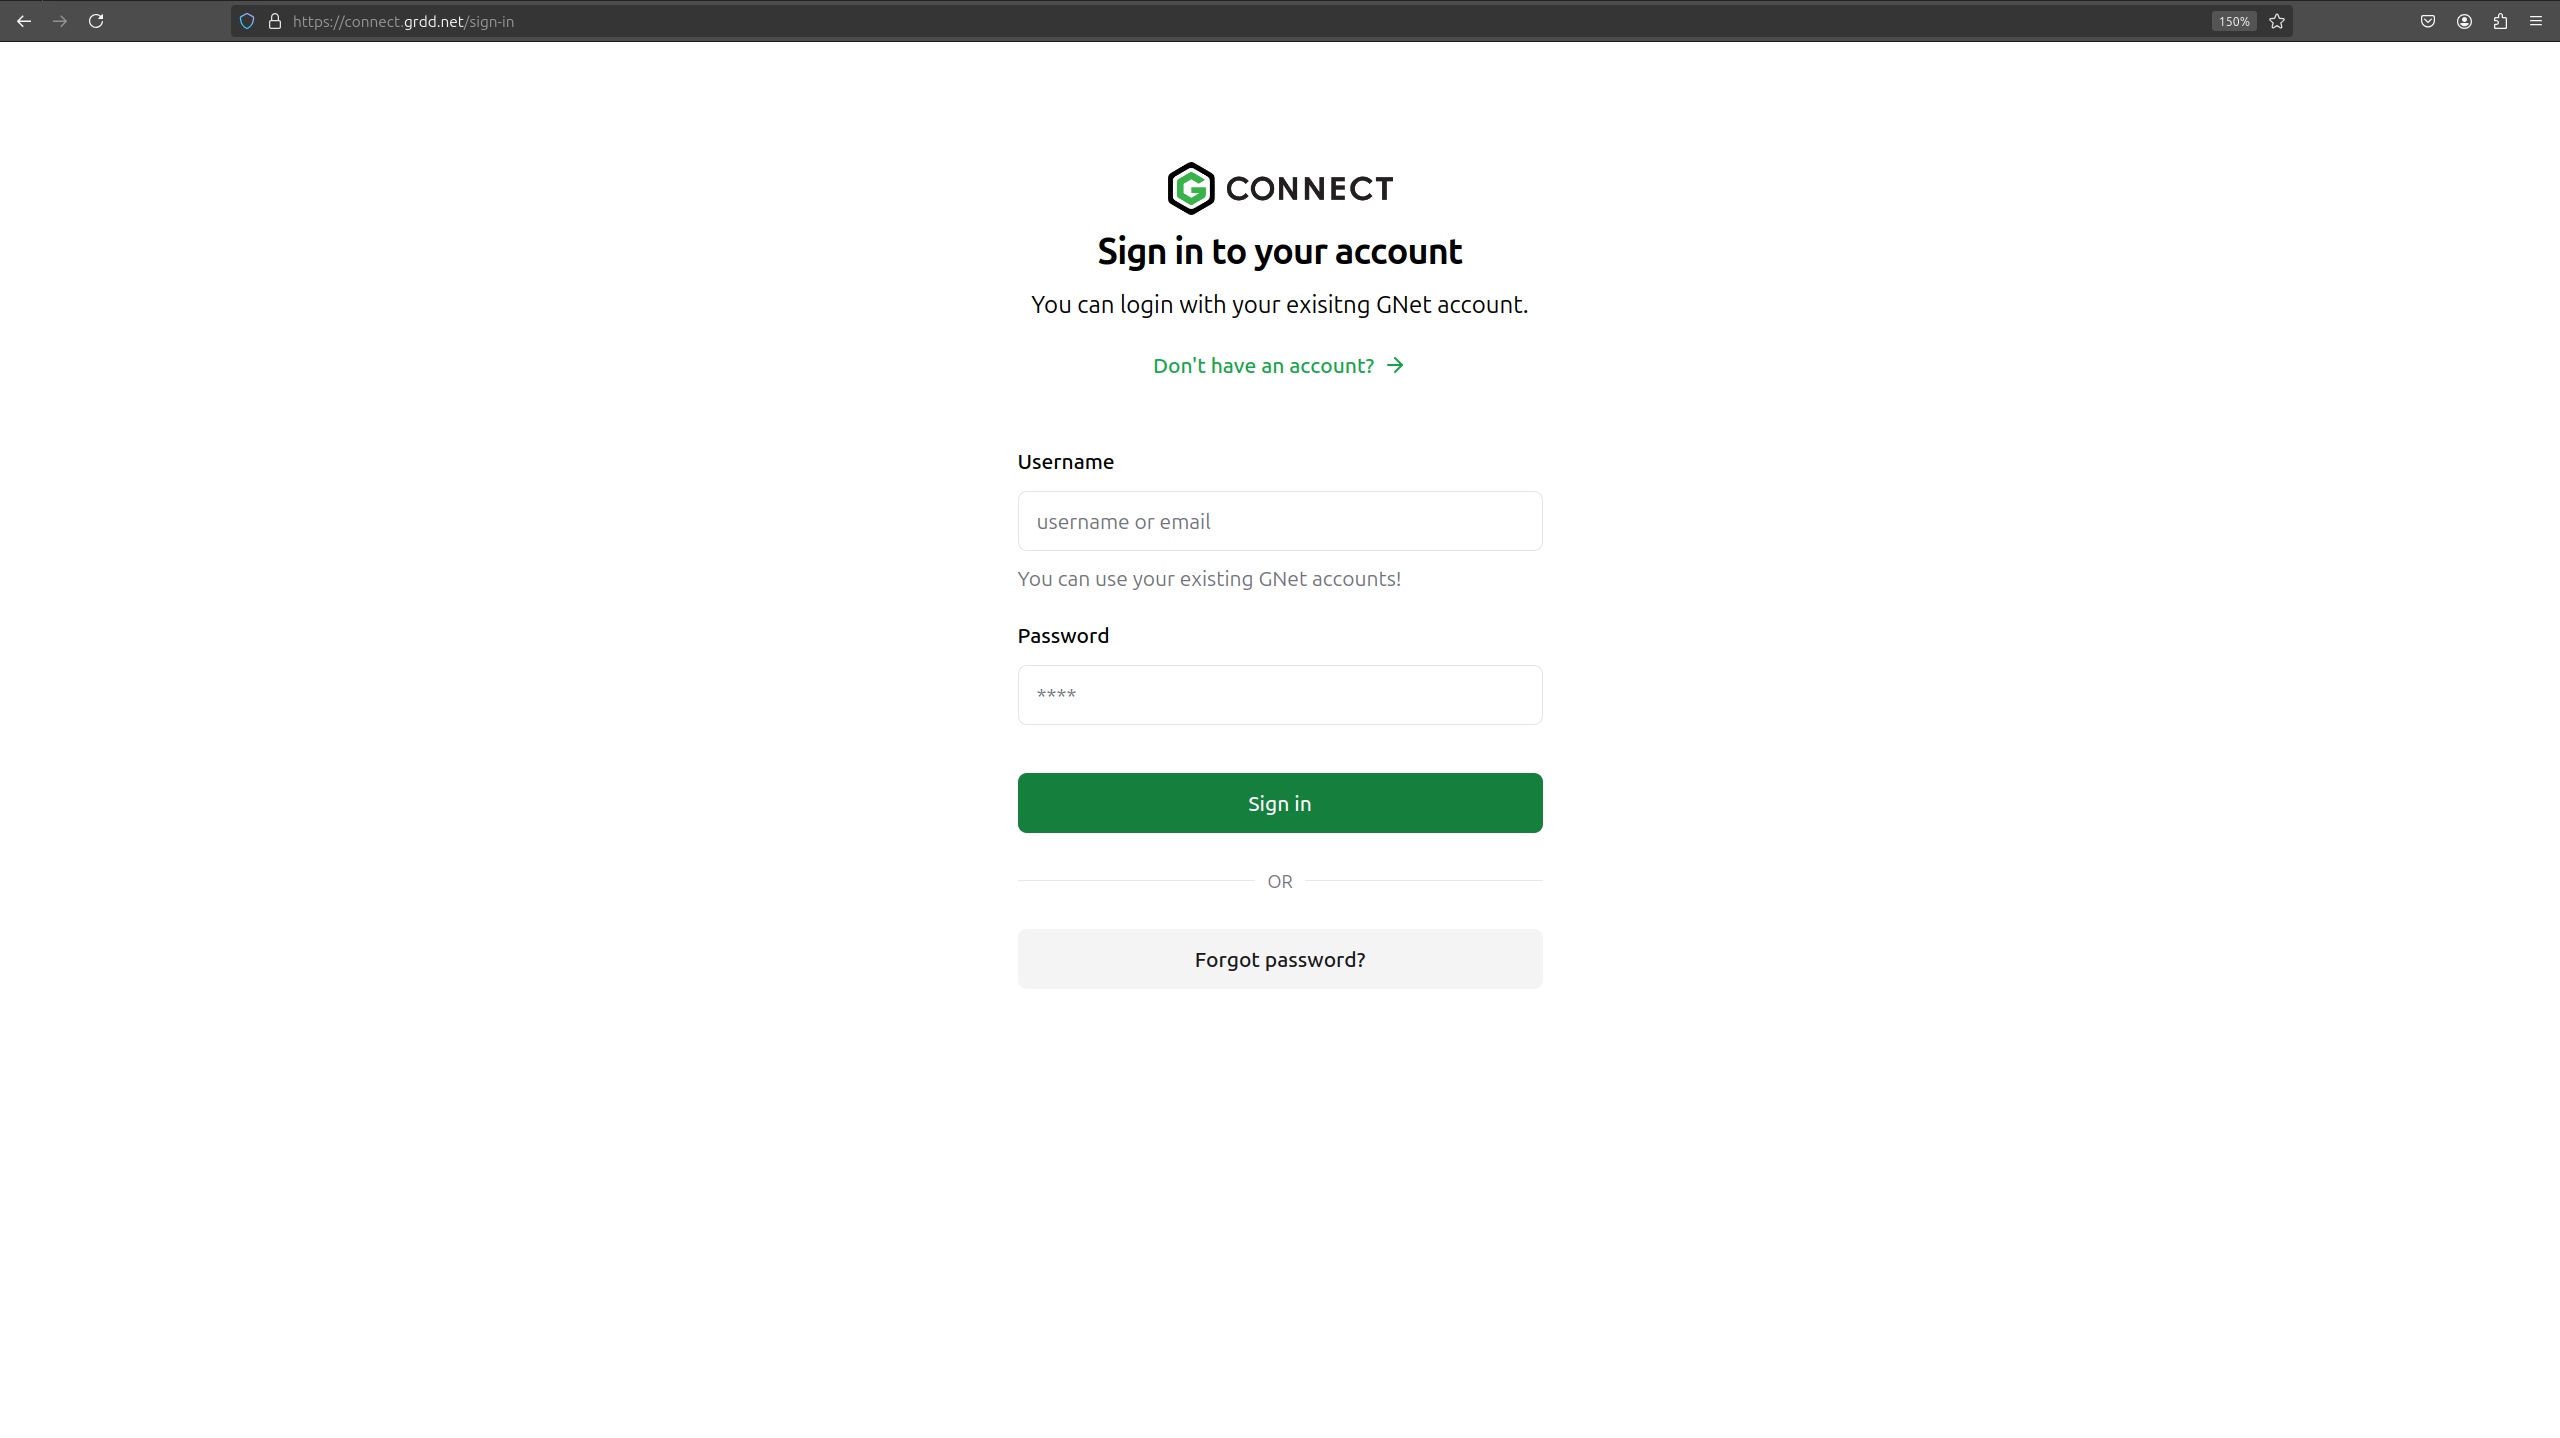 https://connect.grdd.net/sign-in
150%
G CONNECT
Sign in to your account
You can login with your exisitng GNet account.
Don't have an account?
Username
username or email
You can use your existing GNet accounts!
Password
****
Sign in
OR
Forgot password?